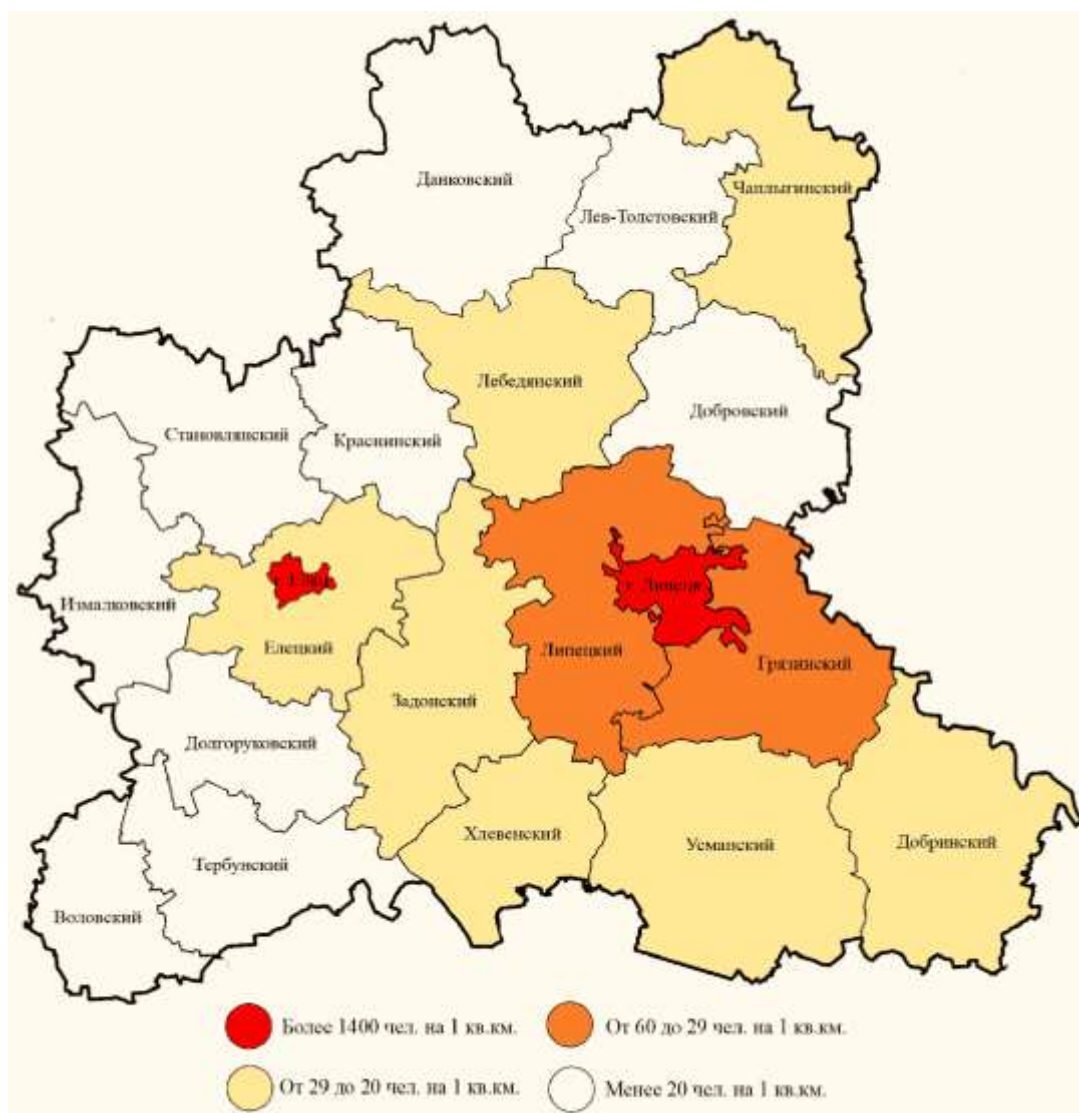 Данковский
Лев-Толстовский
Чаплыгинский
Лебедянский
Добровский
Становлянский
Краснинский
Измалковский
Елецкий
г. Липецк
Липецкий
Грязинский
Задонский
Долгоруковский
Хлевенский
Усманский
Добринский
Тербунский
Воловский
Более 1400 чел. на 1 кв.км.
От 60 до 29 чел. на 1 кв.км.
От 29 до 20 чел. на 1 кв.км.
Менее 20 чел. на 1 кв.км.